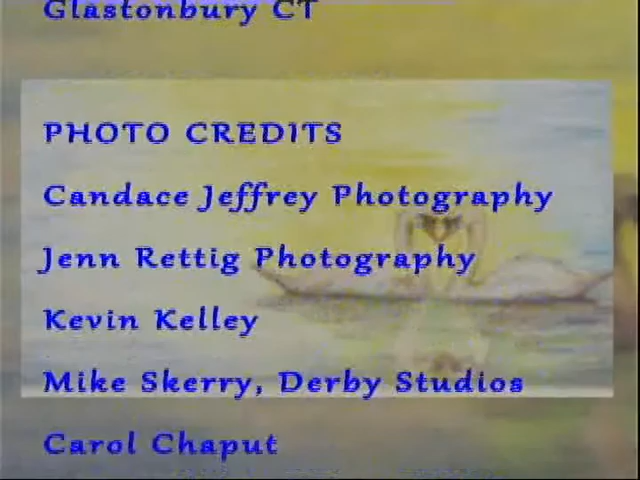 Glastonbury CT
PHOTO CREDITS
Candace Jeffrey Photography
Jenn Rettig Photography
Kevin Kelley
Mike Skerry, Derby Studios
Carol Chaput